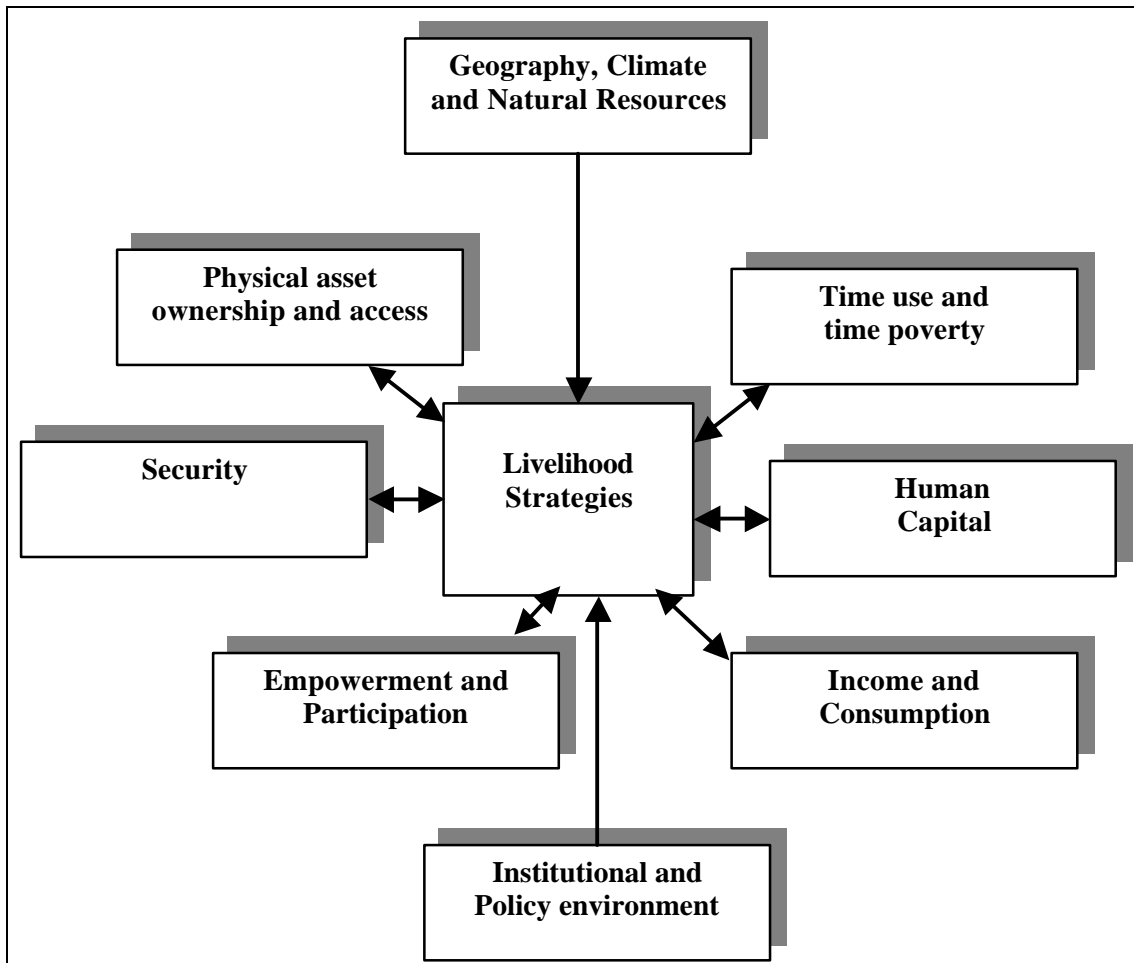 Geography, Climate
and Natural Resources
Physical asset
ownership and access
Time use and
time poverty
Livelihood
Strategies
Security
Human
Capital
Empowerment and
Participation
Income and
Consumption
Institutional and
Policy environment